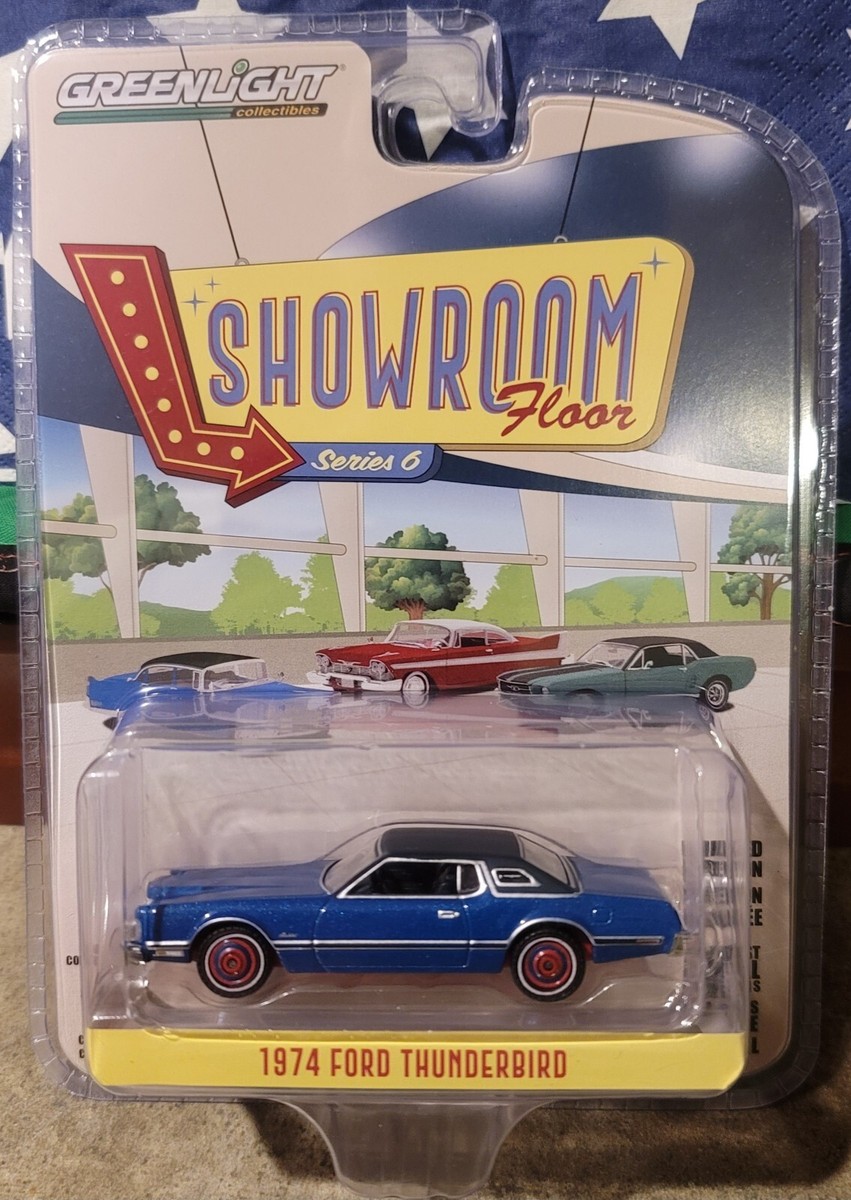 GREENLiGHT®
collectibles
SHOWROOM
Floor
Series 6
1974 FORD THUNDERBIRD